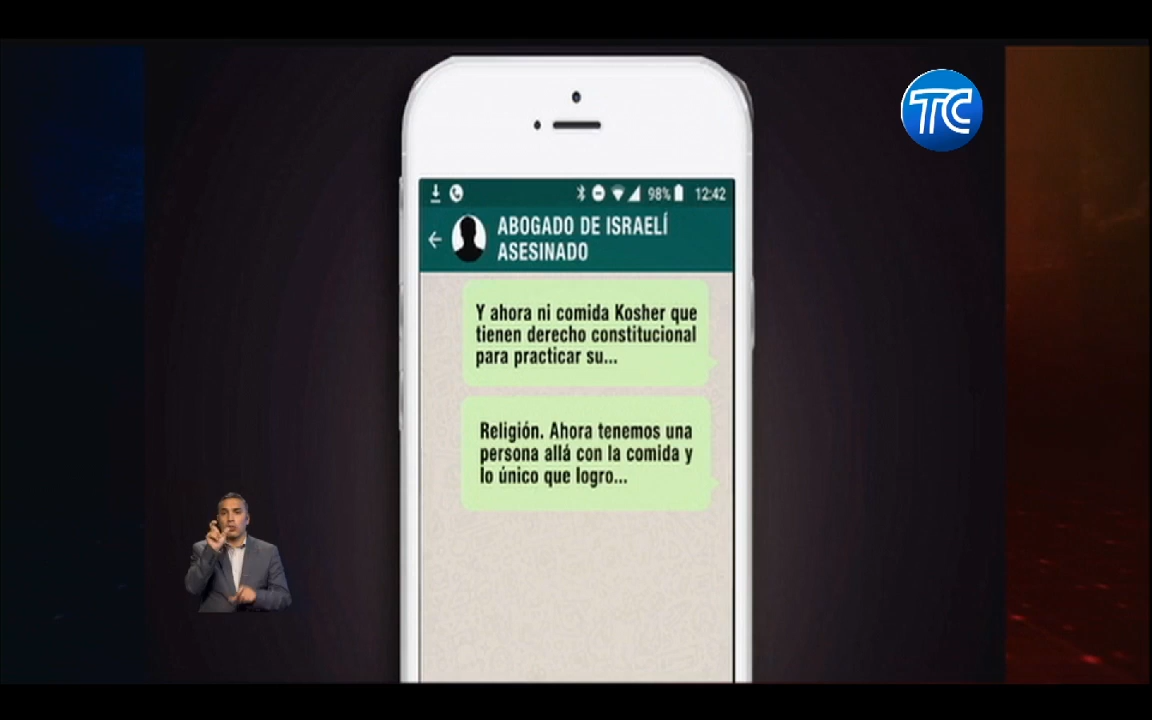 TC
98% 12:42
ABOGADO DE ISRAELÍ
ASESINADO
Y ahora ni comida Kosher que
tienen derecho constitucional
para practicar su...
Religión. Ahora tenemos una
persona allá con la comida y
lo único que logro...